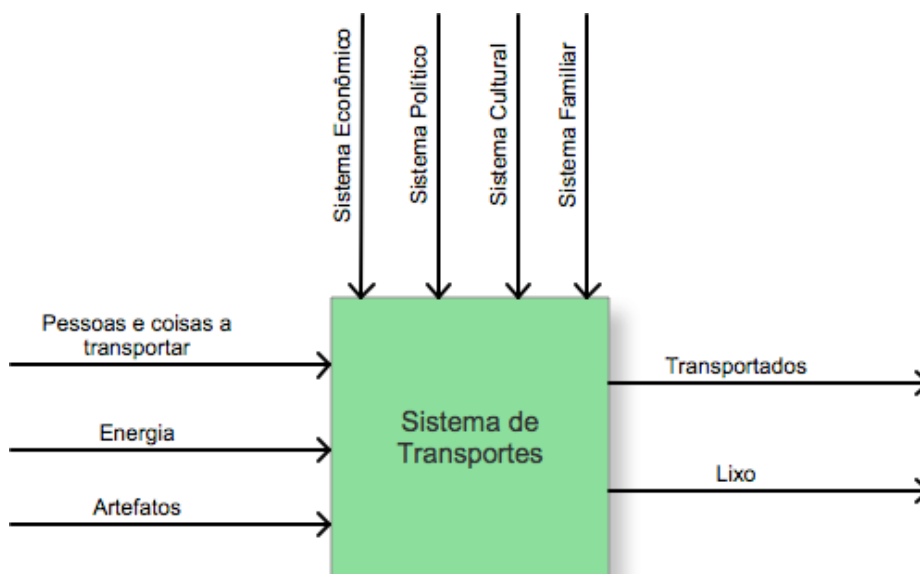 Sistema Econômico
Sistema Político
Sistema Cultural
Sistema Familiar
Pessoas e coisas a
transportar
Energia
Artefatos
Sistema de
Transportes
Transportados
Lixo